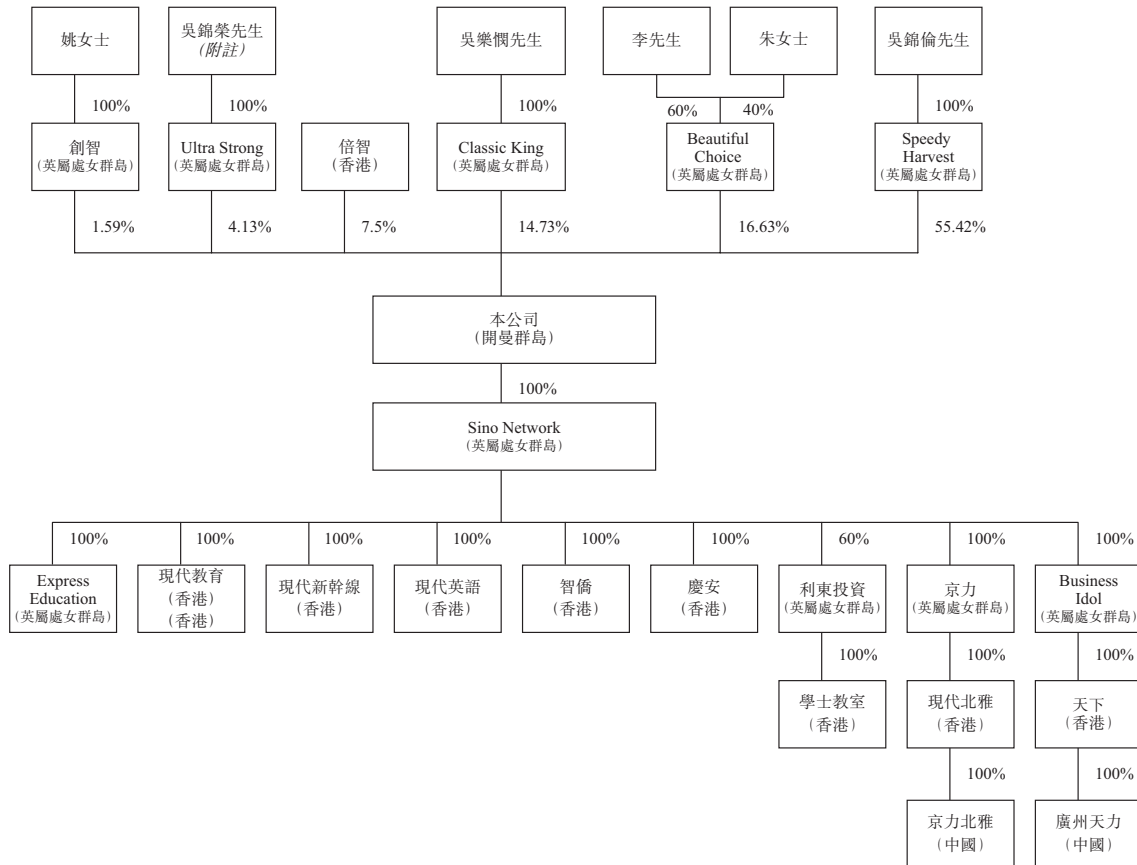 姚女士
吳錦榮先生
(附註)
吳樂憫先生
李先生
朱女士
吳錦倫先生
100%
100%
100%
60%
40%
100%
創智
(英屬處女群島)
Ultra Strong
(英屬處女群島)
倍智
(香港)
Classic King
(英屬處女群島)
Beautiful
Choice
(英屬處女群島)
Speedy
Harvest
(英屬處女群島)
1.59%
4.13%
7.5%
14.73%
16.63%
55.42%
本公司
(開曼群島)
100%
Sino Network
(英屬處女群島)
100%
100%
100%
100%
100%
100%
60%
100%
100%
Express
Education
(英屬處女群島)
現代教育
(香港)
(香港)
現代新幹線
(香港)
現代英語
(香港)
智僑
(香港)
慶安
(香港)
利東投資
(英屬處女群島)
京力
(英屬處女群島)
Business
Idol
(英屬處女群島)
100%
100%
100%
學士教室
(香港)
現代北雅
(香港)
天下
(香港)
100%
100%
京力北雅
(中國)
廣州天力
(中國)